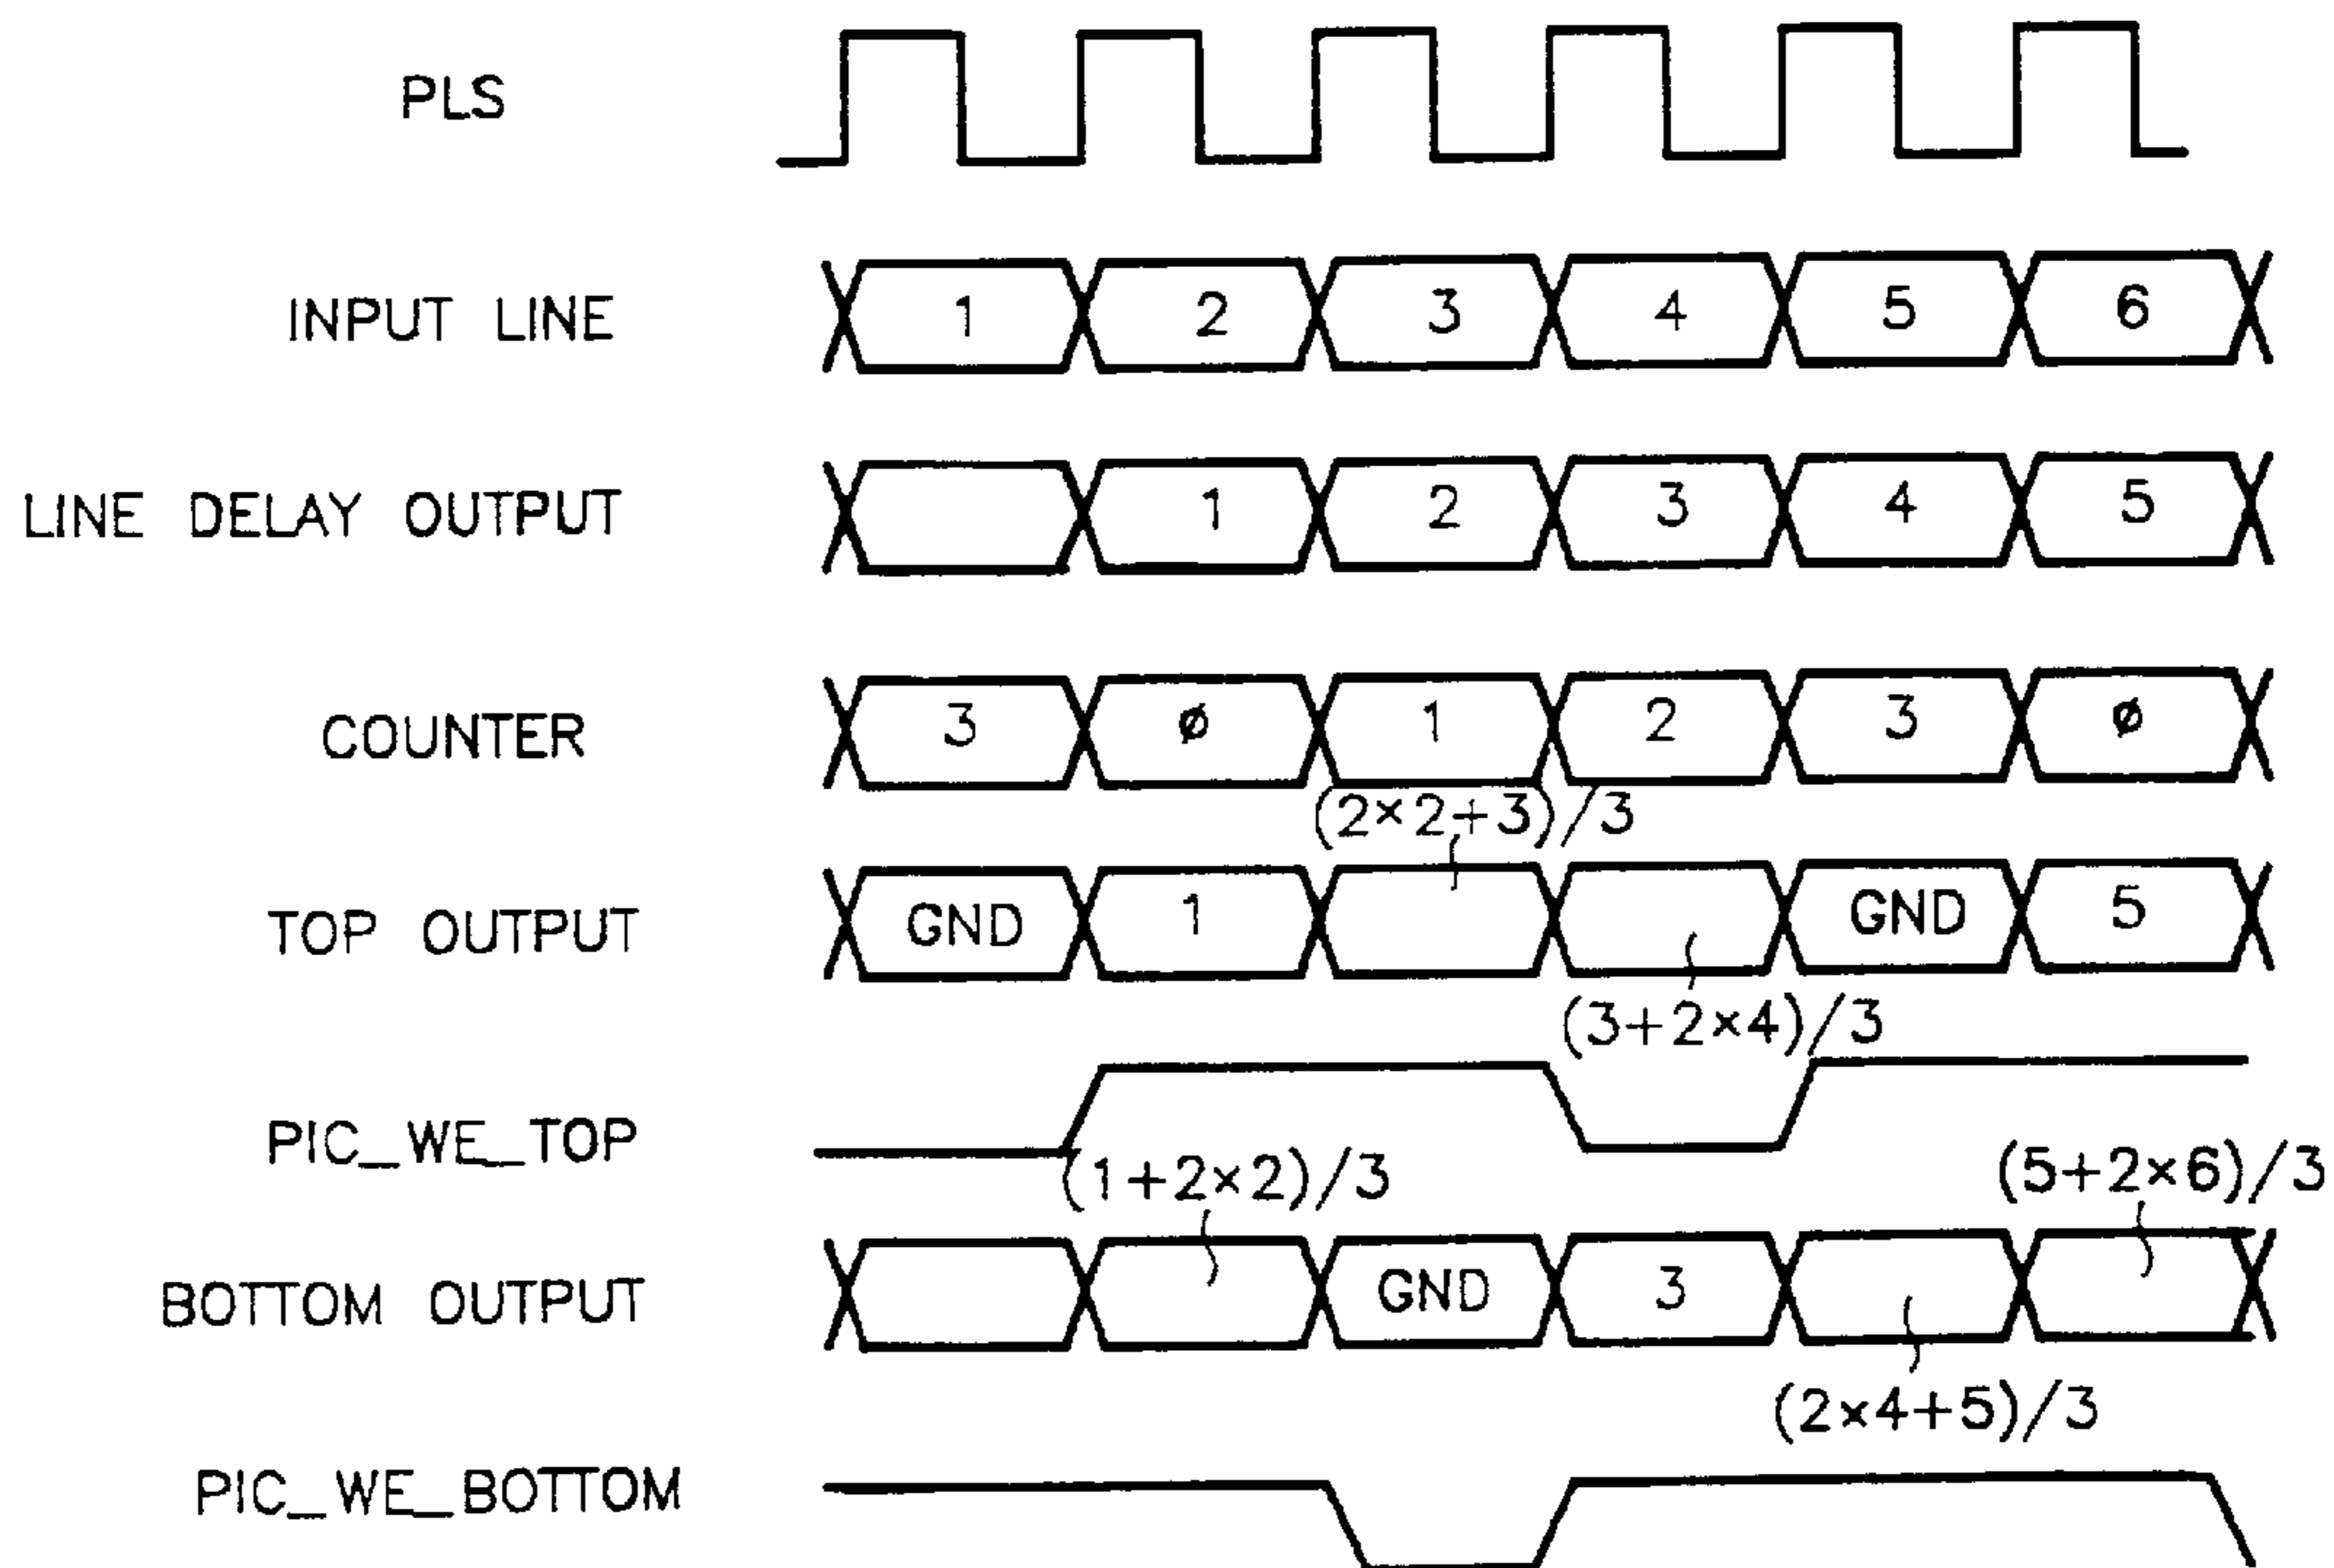 PLS
INPUT LINE 1 2 3 4 5 6
LINE DELAY OUTPUT 1 2 3 4 5
COUNTER 3 ø 1 2 3 ø
(2×2+3)/3
TOP OUTPUT GND 1 GND 5
(3+2×4)/3
PIC_WE_TOP
(1+2×2)/3 (5+2×6)/3
BOTTOM OUTPUT GND 3
(2×4+5)/3
PIC_WE_BOTTOM